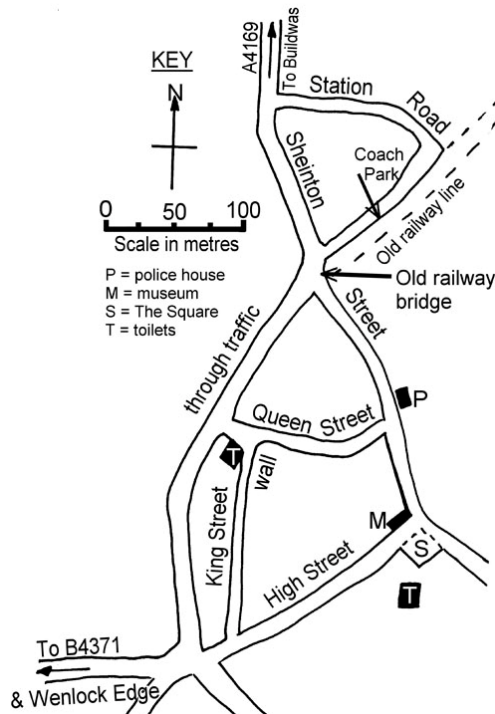 KEY
N
0 50 100
Scale in metres
P = police house
M = museum
S = The Square
T = toilets
A4169
To Buildwas
Station
Road
Sheinton
Coach
Park
Old railway line
Old railway
bridge
Street
through traffic
P
Queen Street
T
wall
King Street
M
S
High Street
T
To B4371
& Wenlock Edge